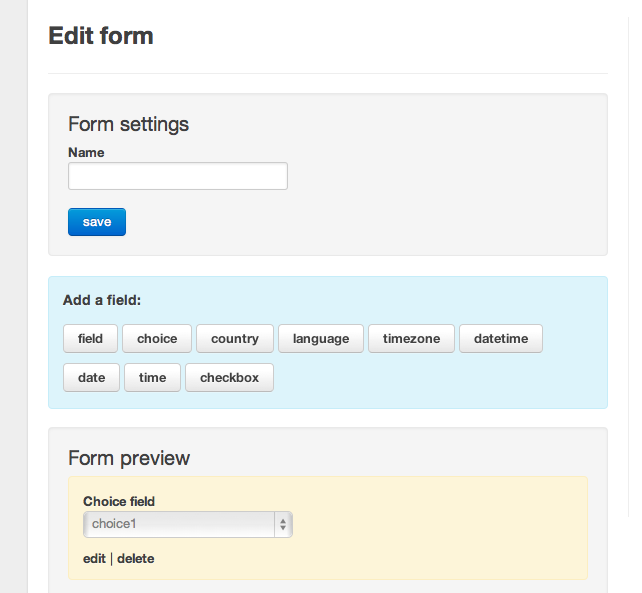 Edit form
Form settings
Name
save
Add a field:
field choice country language timezone datetime
date time checkbox
Form preview
Choice field
choice1
edit | delete